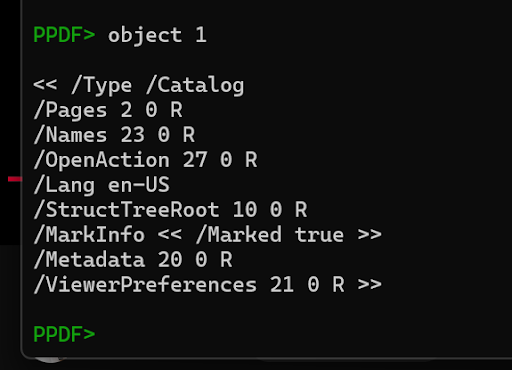 PPDF> object 1
<< /Type /Catalog
/Pages 2 0 R
/Names 23 0 R
/OpenAction 27 0 R
/Lang en-US
/StructTreeRoot 10 0 R
/MarkInfo << /Marked true >>
/Metadata 20 0 R
/ViewerPreferences 21 0 R >>
PPDF>